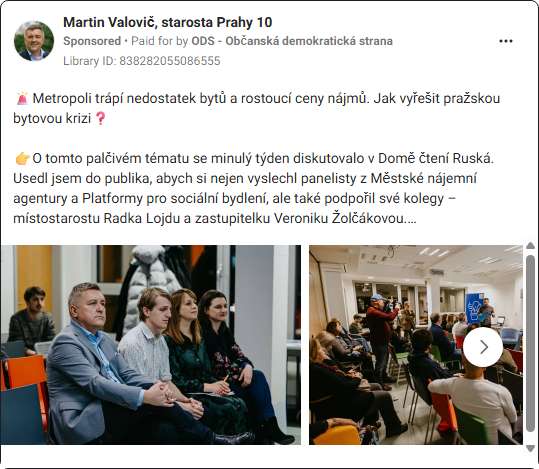 Martin Valovič, starosta Prahy 10
Sponsored • Paid for by ODS - Občanská demokratická strana
Library ID: 838282055086555
🚨 Metropoli trápí nedostatek bytů a rostoucí ceny nájmů. Jak vyřešit pražskou
bytovou krizi❓
👉O tomto palčivém tématu se minulý týden diskutovalo v Domě čtení Ruská.
Usedl jsem do publika, abych si nejen vyslechl panelisty z Městské nájemní
agentury a Platformy pro sociální bydlení, ale také podpořil své kolegy –
místostarostu Radka Lojdu a zastupitelku Veroniku Žolčákovou.…